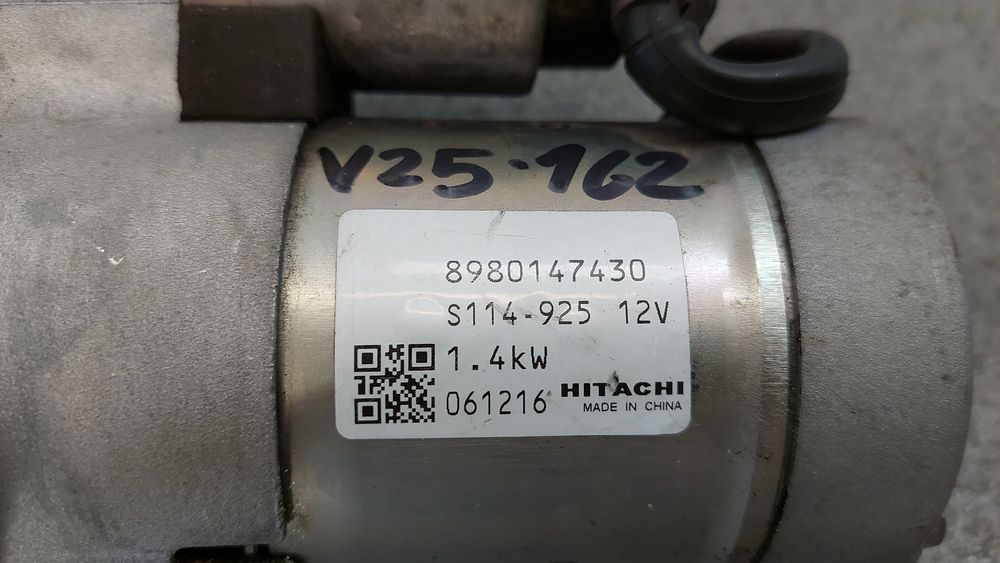 V25·162
8980147430
S114-925 12V
1.4kW
061216 HITACHI
MADE IN CHINA